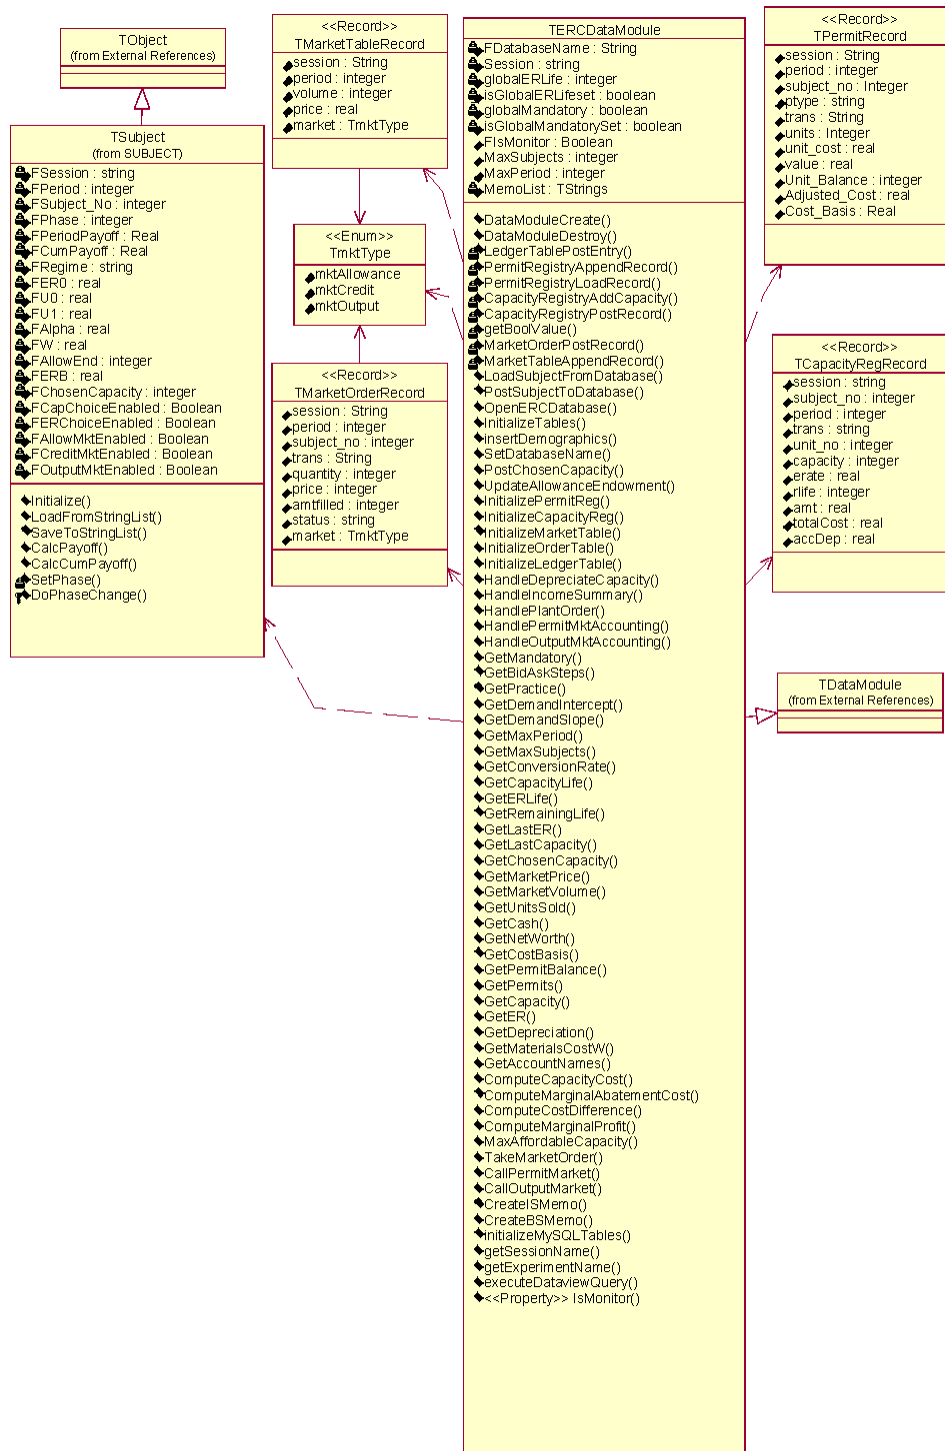 TObject
(from External References)
TSubject
(from SUBJECT)
FSession : string
FPeriod : integer
FSubject_No : integer
FPhase : integer
FPeriodPayoff : Real
FCumPayoff : Real
FRegime : string
FER0 : real
FU0 : real
FU1 : real
FAlpha : real
FW : real
FAllowEnd : integer
FERB : real
FChosenCapacity : integer
FCapChoiceEnabled : Boolean
FERChoiceEnabled : Boolean
FAllowMktEnabled : Boolean
FCreditMktEnabled : Boolean
FOutputMktEnabled : Boolean
Initialize()
LoadFromStringList()
SaveToStringList()
CalcPayoff()
CalcCumPayoff()
SetPhase()
DoPhaseChange()
<<Record>>
TMarketTableRecord
session : String
period : integer
volume : integer
price : real
market : TmktType
<<Enum>>
TmktType
mktAllowance
mktCredit
mktOutput
<<Record>>
TMarketOrderRecord
session : String
period : integer
subject_no : integer
trans : String
quantity : integer
price : integer
amtfilled : integer
status : string
market : TmktType
TERCDataModule
FDatabaseName : String
Session : string
globalERLife : integer
isGlobalERLifeset : boolean
globalMandatory : boolean
isGlobalMandatorySet : boolean
FIsMonitor : Boolean
MaxSubjects : integer
MaxPeriod : integer
MemoList : TStrings
DataModuleCreate()
DataModuleDestroy()
LedgerTablePostEntry()
PermitRegistryAppendRecord()
PermitRegistryLoadRecord()
CapacityRegistryAddCapacity()
CapacityRegistryPostRecord()
getBoolValue()
MarketOrderPostRecord()
MarketTableAppendRecord()
LoadSubjectFromDatabase()
PostSubjectToDatabase()
OpenERCDatabase()
InitializeTables()
insertDemographics()
SetDatabaseName()
PostChosenCapacity()
UpdateAllowanceEndowment()
InitializePermitReg()
InitializeCapacityReg()
InitializeMarketTable()
InitializeOrderTable()
InitializeLedgerTable()
HandleDepreciateCapacity()
HandleIncomeSummary()
HandlePlantOrder()
HandlePermitMktAccounting()
HandleOutputMktAccounting()
GetMandatory()
GetBidAskSteps()
GetPractice()
GetDemandIntercept()
GetDemandSlope()
GetMaxPeriod()
GetMaxSubjects()
GetConversionRate()
GetCapacityLife()
GetERLife()
GetRemainingLife()
GetLastER()
GetLastCapacity()
GetChosenCapacity()
GetMarketPrice()
GetMarketVolume()
GetUnitsSold()
GetCash()
GetNetWorth()
GetCostBasis()
GetPermitBalance()
GetPermits()
GetCapacity()
GetER()
GetDepreciation()
GetMaterialsCostW()
GetAccountNames()
ComputeCapacityCost()
ComputeMarginalAbatementCost()
ComputeCostDifference()
ComputeMarginalProfit()
MaxAffordableCapacity()
TakeMarketOrder()
CallPermitMarket()
CallOutputMarket()
CreateISMemo()
CreateBSMemo()
initializeMySQLTables()
getSessionName()
getExperimentName()
executeDataviewQuery()
<<Property>> IsMonitor()
<<Record>>
TPermitRecord
session : String
period : integer
subject_no : Integer
ptype : string
trans : String
units : Integer
unit_cost : real
value : real
Unit_Balance : integer
Adjusted_Cost : real
Cost_Basis : Real
<<Record>>
TCapacityRegRecord
session : string
subject_no : integer
period : integer
trans : string
unit_no : integer
capacity : integer
erate : real
rlife : integer
amt : real
totalCost : real
accDep : real
TDataModule
(from External References)